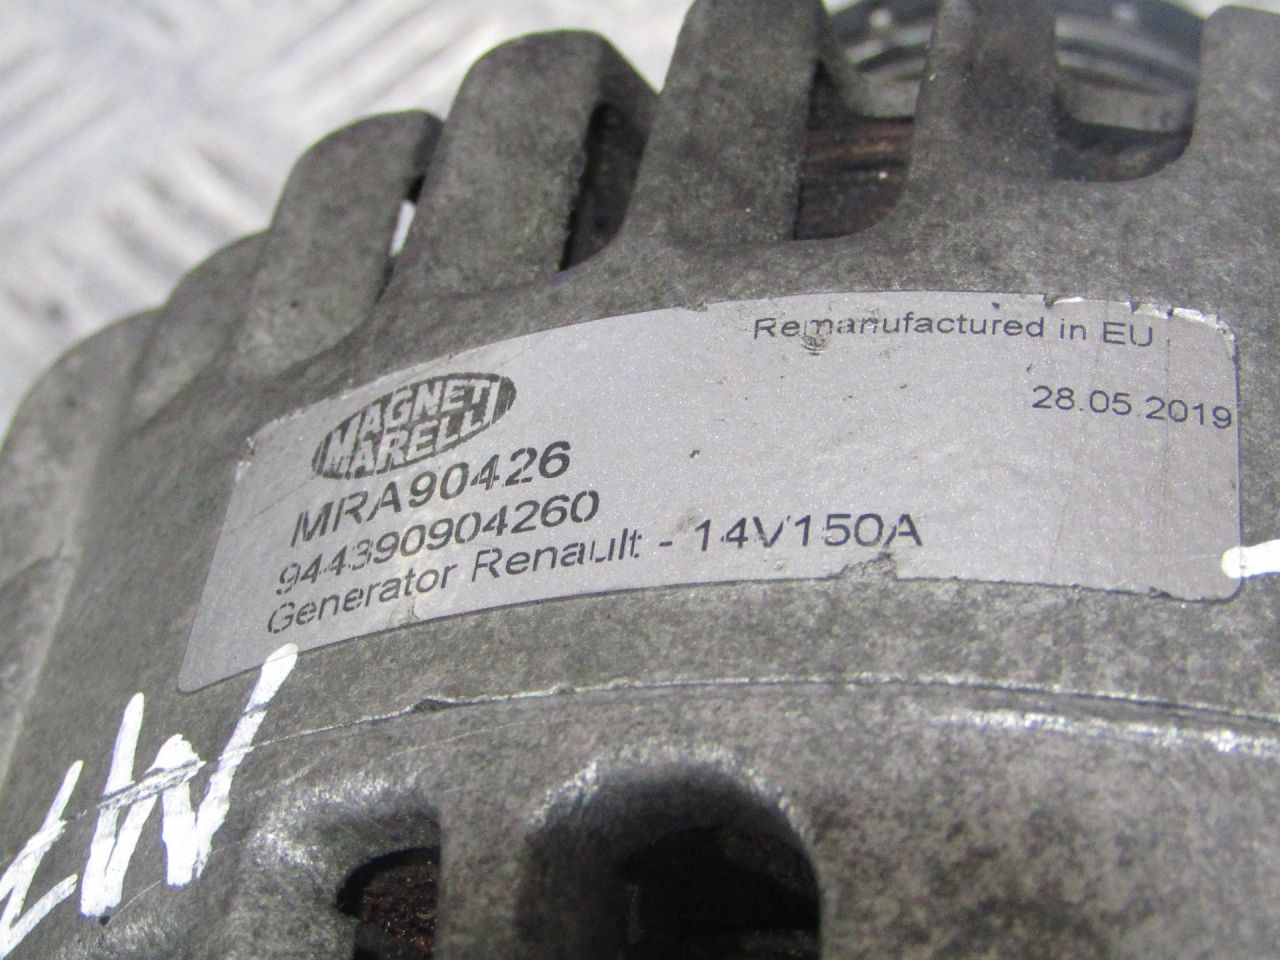 Remanufactured in EU
28.05.2019
MAGNETI
MARELLI
MRA90426
944390904260
Generator Renault - 14V150A